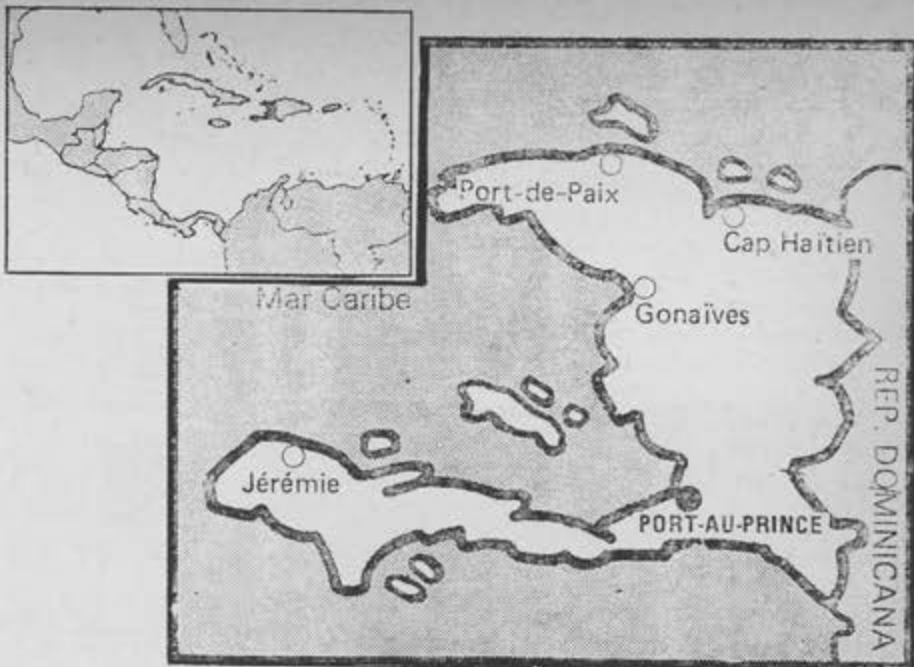 Port-de-Paix
Cap Haïtien
Mar Caribe
Gonaïves
REP. DOMINICANA
Jérémie
PORT-AU-PRINCE